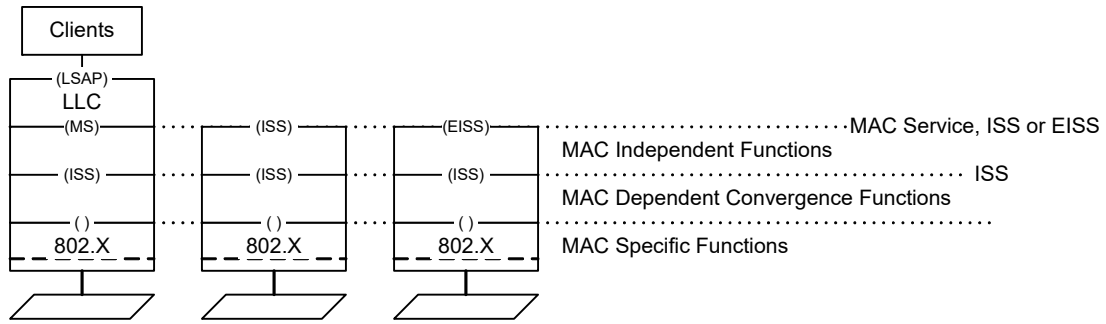 Clients
(LSAP)
LLC
(MS) (ISS) (EISS) MAC Service, ISS or EISS
MAC Independent Functions
(ISS) (ISS) (ISS) ISS
MAC Dependent Convergence Functions
( ) ( ) ( )
802.X 802.X 802.X MAC Specific Functions